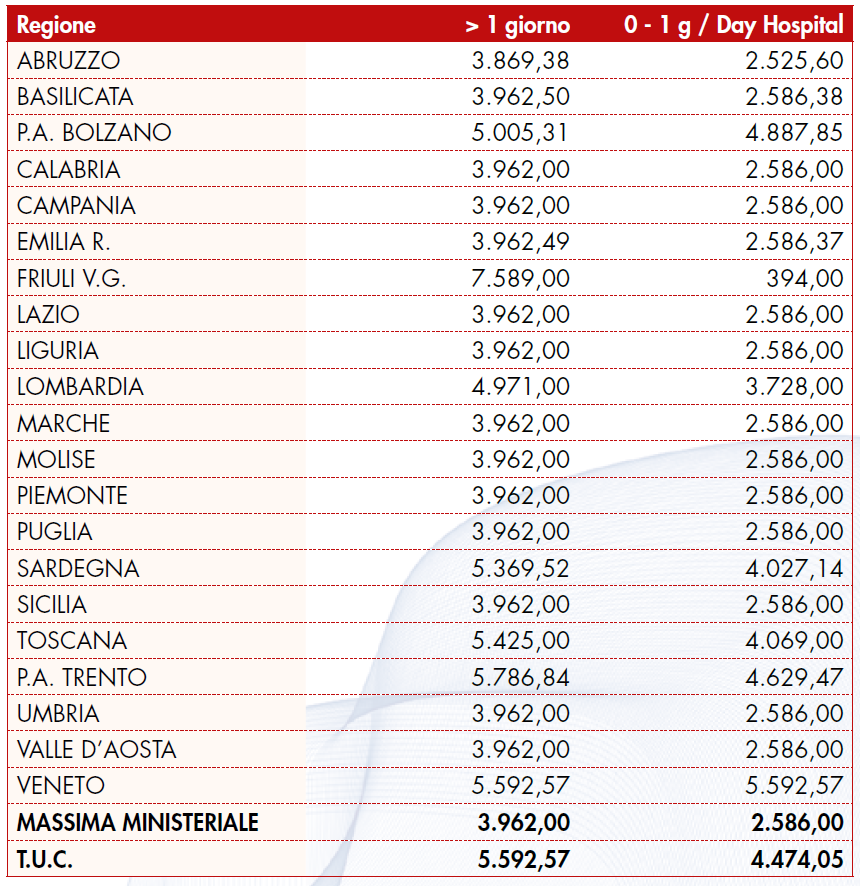 Regione > 1 giorno 0 - 1 g / Day Hospital
ABRUZZO 3.869,38 2.525,60
BASILICATA 3.962,50 2.586,38
P.A. BOLZANO 5.005,31 4.887,85
CALABRIA 3.962,00 2.586,00
CAMPANIA 3.962,00 2.586,00
EMILIA R. 3.962,49 2.586,37
FRIULI V.G. 7.589,00 394,00
LAZIO 3.962,00 2.586,00
LIGURIA 3.962,00 2.586,00
LOMBARDIA 4.971,00 3.728,00
MARCHE 3.962,00 2.586,00
MOLISE 3.962,00 2.586,00
PIEMONTE 3.962,00 2.586,00
PUGLIA 3.962,00 2.586,00
SARDEGNA 5.369,52 4.027,14
SICILIA 3.962,00 2.586,00
TOSCANA 5.425,00 4.069,00
P.A. TRENTO 5.786,84 4.629,47
UMBRIA 3.962,00 2.586,00
VALLE D'AOSTA 3.962,00 2.586,00
VENETO 5.592,57 5.592,57
MASSIMA MINISTERIALE 3.962,00 2.586,00
T.U.C. 5.592,57 4.474,05